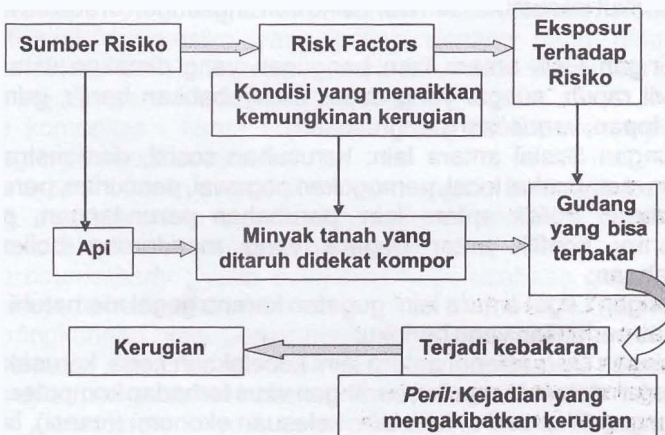 Sumber Risiko
Risk Factors
Eksposur
Terhadap
Risiko
Kondisi yang menaikkan
kemungkinan kerugian
Api
Minyak tanah yang
ditaruh didekat kompor
Gudang
yang bisa
terbakar
Kerugian
Terjadi kebakaran
Peril: Kejadian yang
mengakibatkan kerugian